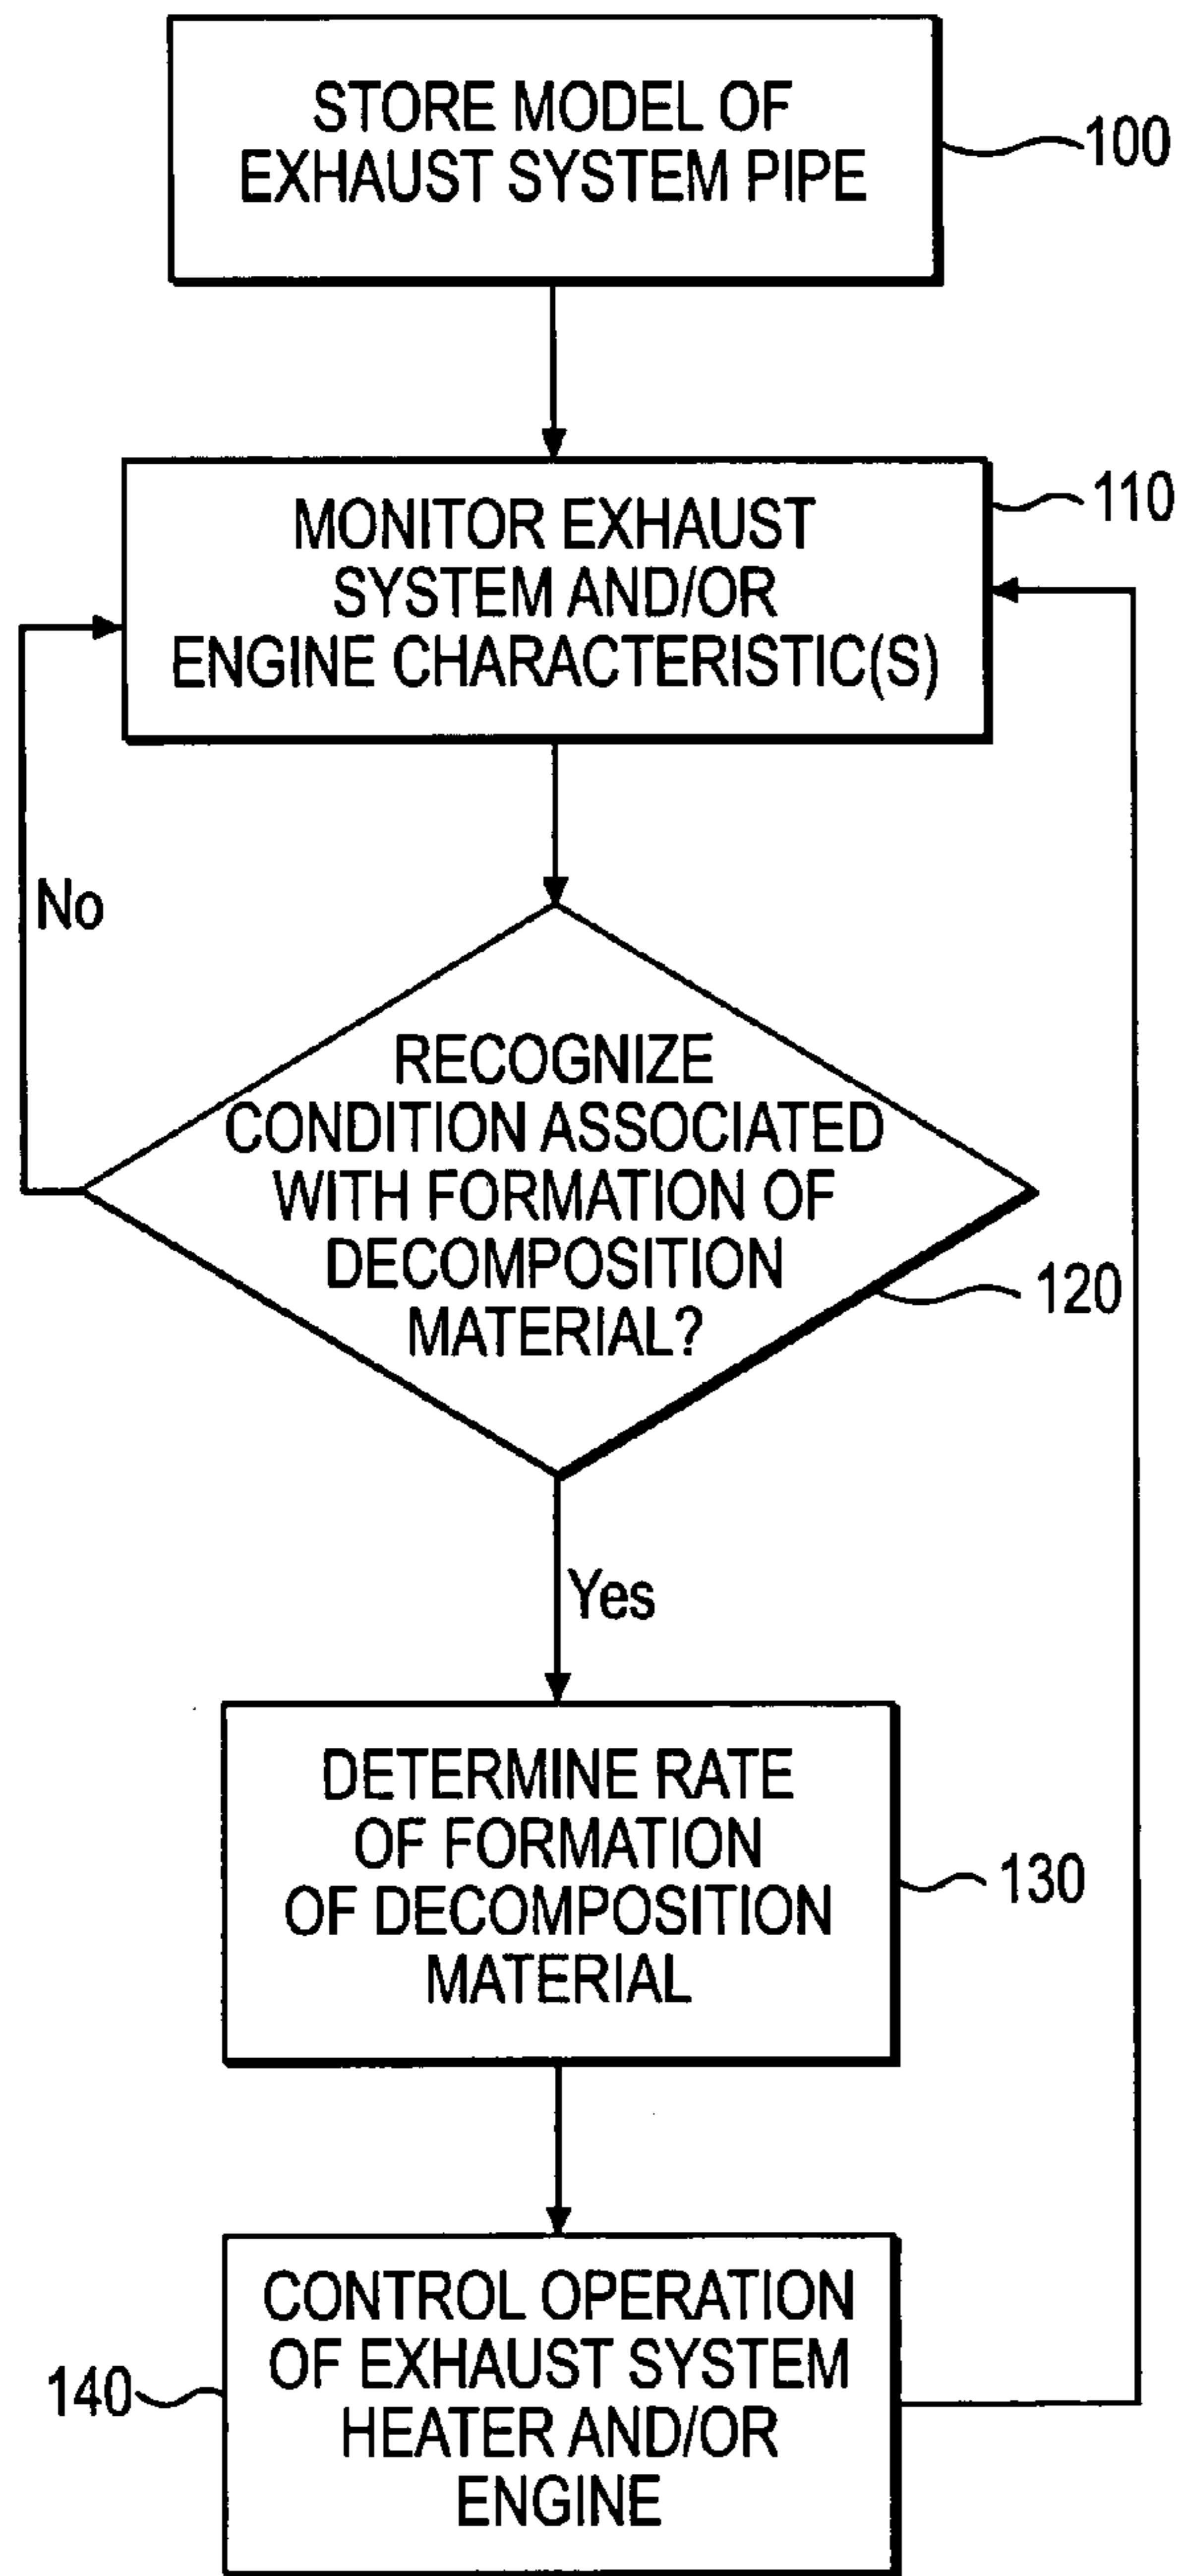 STORE MODEL OF
EXHAUST SYSTEM PIPE
100
MONITOR EXHAUST
SYSTEM AND/OR
ENGINE CHARACTERISTIC(S)
110
No
RECOGNIZE
CONDITION ASSOCIATED
WITH FORMATION OF
DECOMPOSITION
MATERIAL?
120
Yes
DETERMINE RATE
OF FORMATION
OF DECOMPOSITION
MATERIAL
130
CONTROL OPERATION
OF EXHAUST SYSTEM
HEATER AND/OR
ENGINE
140